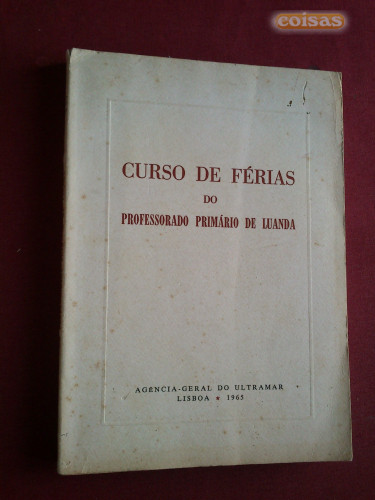 coisas
CURSO DE FÉRIAS
DO
PROFESSORADO PRIMÁRIO DE LUANDA
AGÊNCIA-GERAL DO ULTRAMAR
LISBOA * 1965